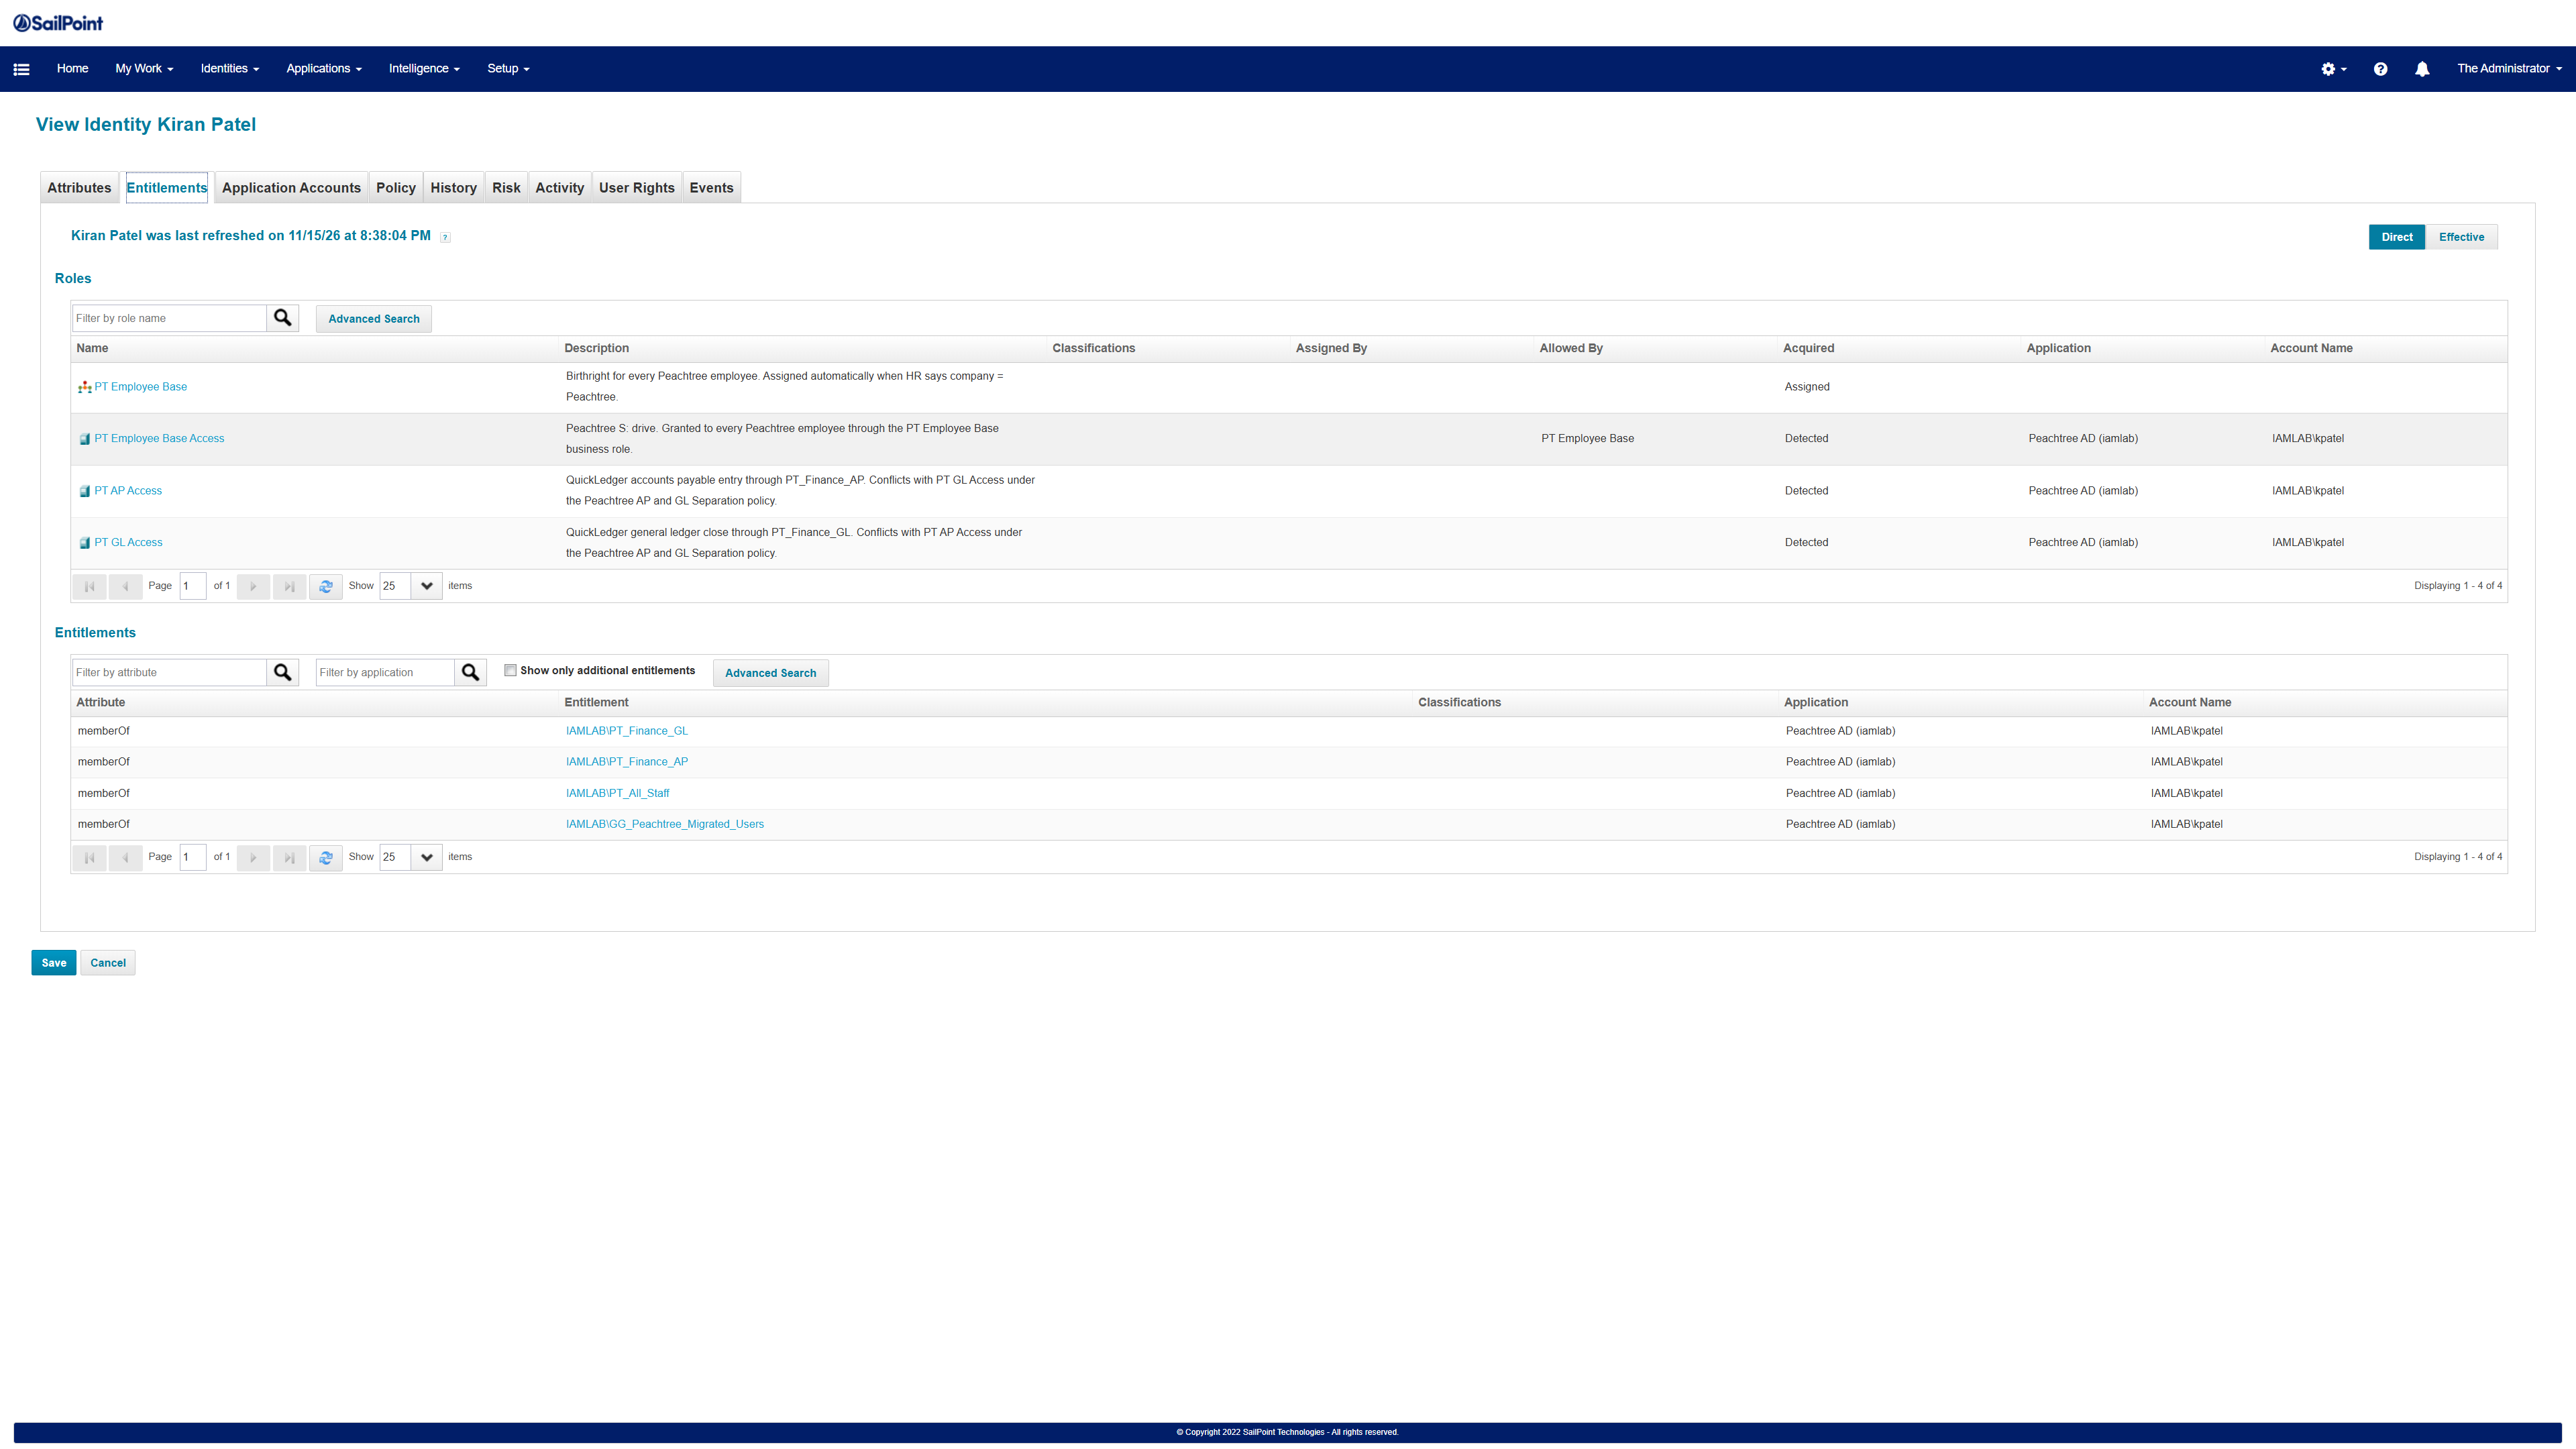 SailPoint
Home My Work Identities Applications Intelligence Setup The Administrator
View Identity Kiran Patel
Attributes Entitlements Application Accounts Policy History Risk Activity User Rights Events
Kiran Patel was last refreshed on 11/15/26 at 8:38:04 PM ?
Direct Effective
Roles
Filter by role name Advanced Search
Name Description Classifications Assigned By Allowed By Acquired Application Account Name
PT Employee Base Birthright for every Peachtree employee. Assigned automatically when HR says company = Assigned
Peachtree.
PT Employee Base Access Peachtree S: drive. Granted to every Peachtree employee through the PT Employee Base PT Employee Base Detected Peachtree AD (iamlab) IAMLAB\kpatel
business role.
PT AP Access QuickLedger accounts payable entry through PT_Finance_AP. Conflicts with PT GL Access under Detected Peachtree AD (iamlab) IAMLAB\kpatel
the Peachtree AP and GL Separation policy.
PT GL Access QuickLedger general ledger close through PT_Finance_GL. Conflicts with PT AP Access under Detected Peachtree AD (iamlab) IAMLAB\kpatel
the Peachtree AP and GL Separation policy.
Page 1 of 1 Show 25 items Displaying 1 - 4 of 4
Entitlements
Filter by attribute Filter by application Show only additional entitlements Advanced Search
Attribute Entitlement Classifications Application Account Name
memberOf IAMLAB\PT_Finance_GL Peachtree AD (iamlab) IAMLAB\kpatel
memberOf IAMLAB\PT_Finance_AP Peachtree AD (iamlab) IAMLAB\kpatel
memberOf IAMLAB\PT_All_Staff Peachtree AD (iamlab) IAMLAB\kpatel
memberOf IAMLAB\GG_Peachtree_Migrated_Users Peachtree AD (iamlab) IAMLAB\kpatel
Page 1 of 1 Show 25 items Displaying 1 - 4 of 4
Save Cancel
© Copyright 2022 SailPoint Technologies - All rights reserved.